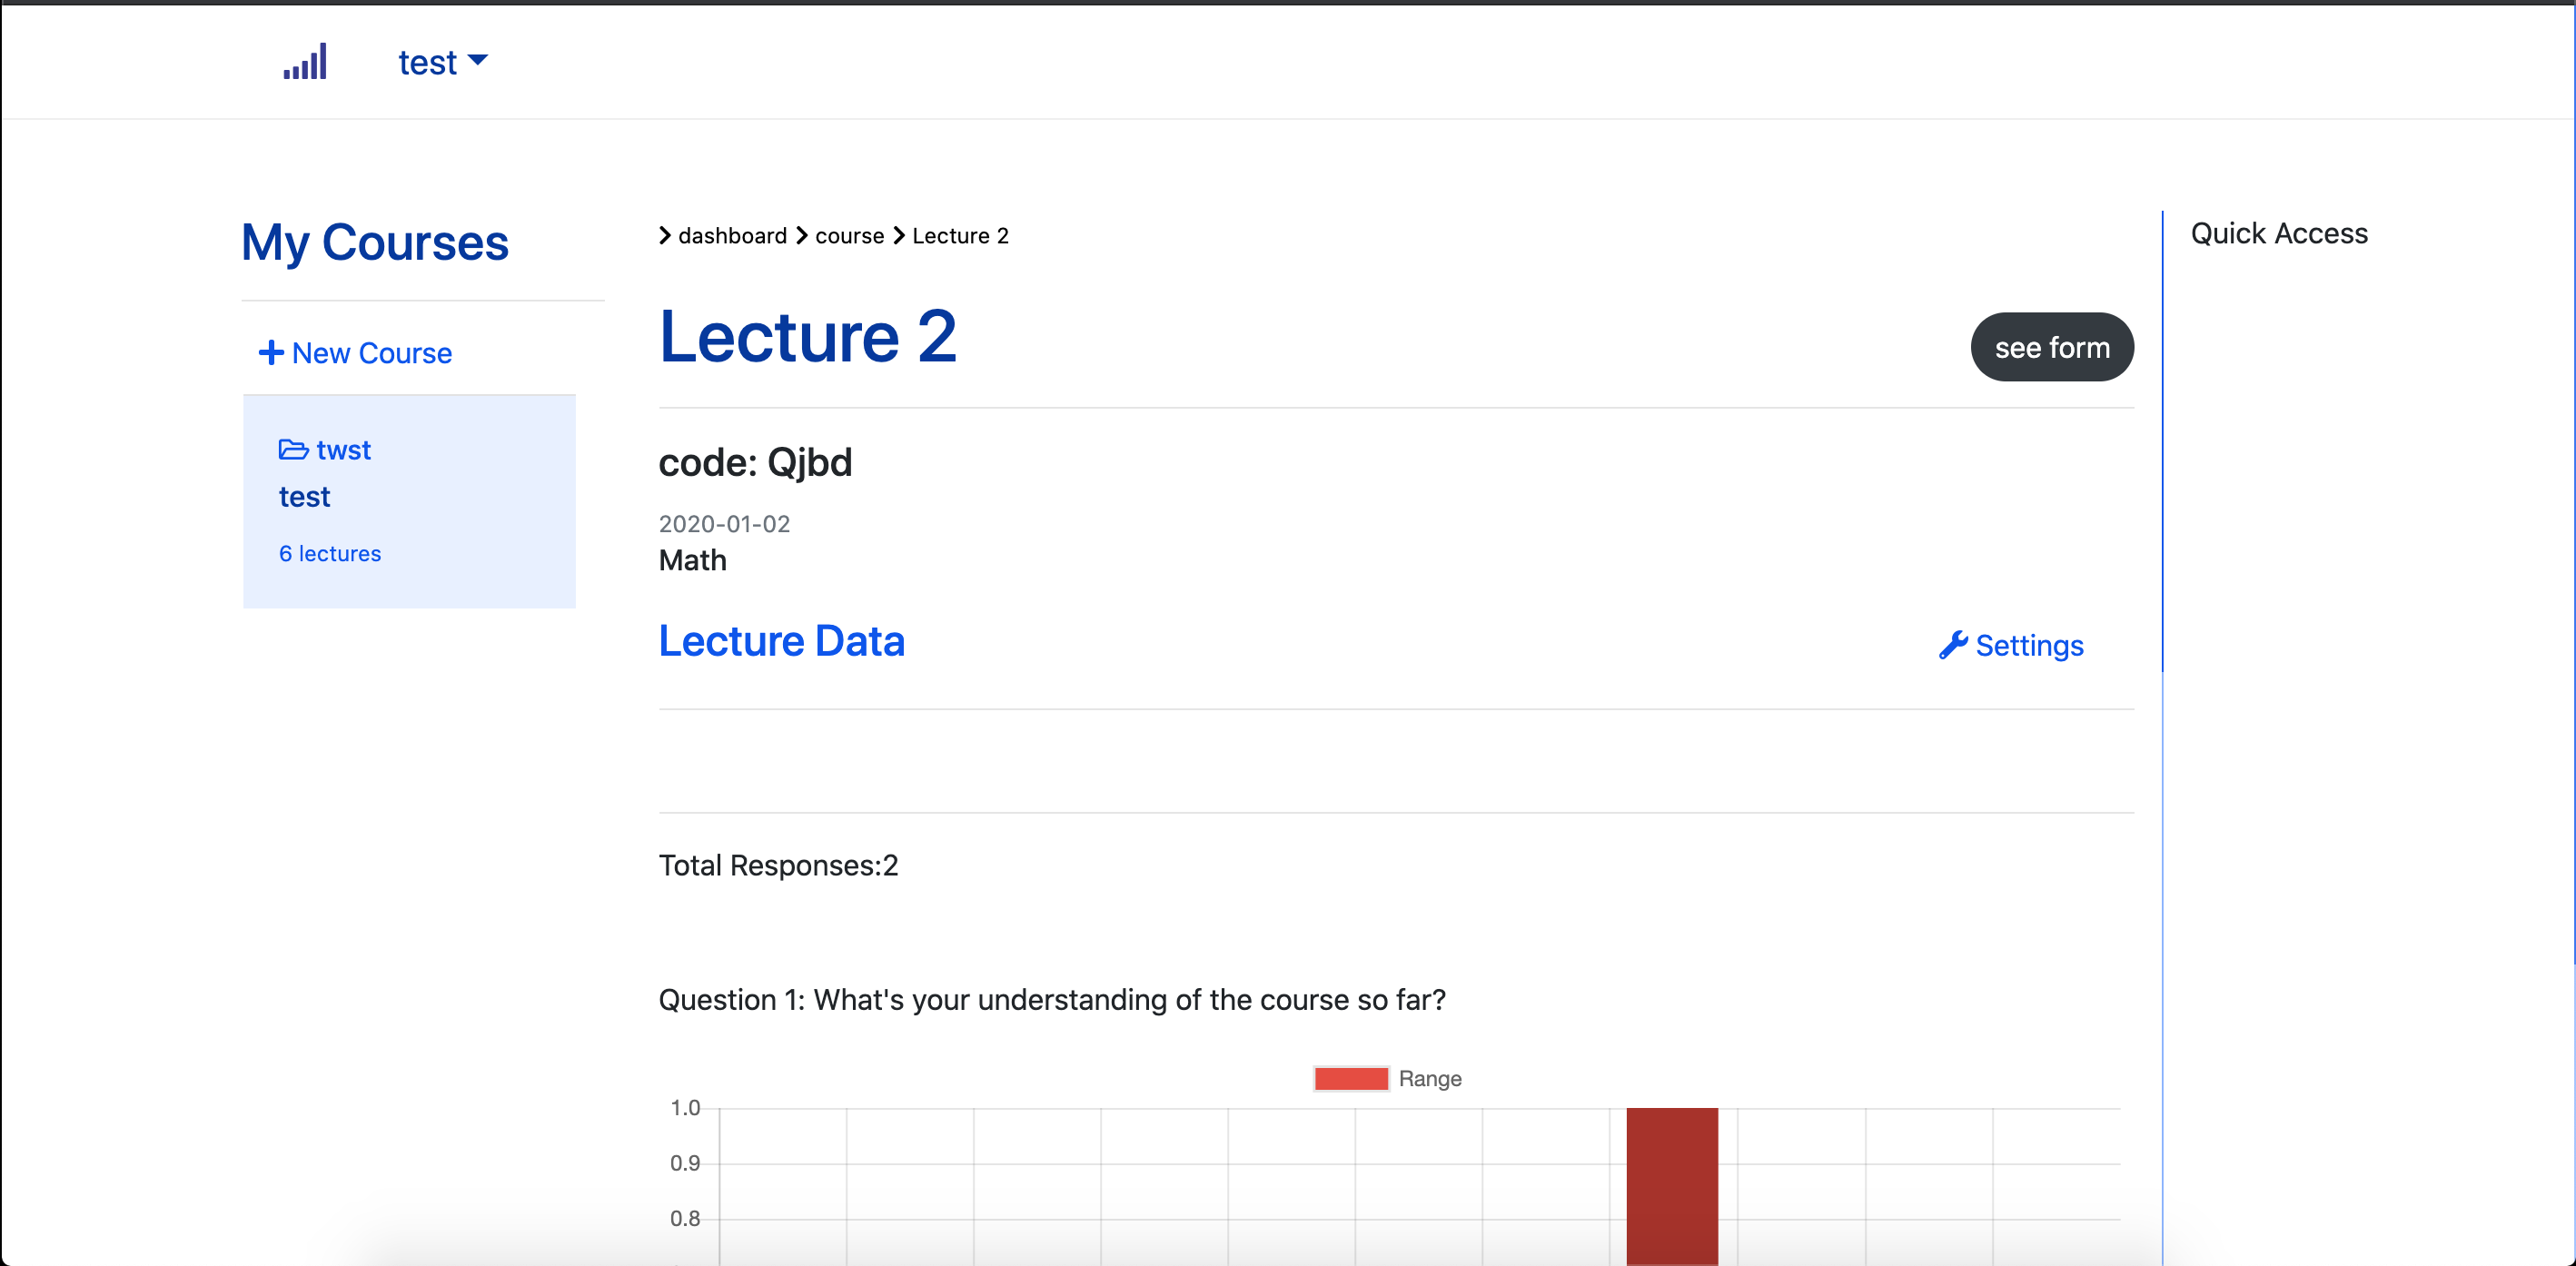 test
My Courses
New Course
twst
test
6 lectures
dashboard course Lecture 2
Lecture 2
see form
code: Qjbd
2020-01-02
Math
Lecture Data
Settings
Total Responses:2
Question 1: What's your understanding of the course so far?
Range
1.0
0.9
0.8
Quick Access